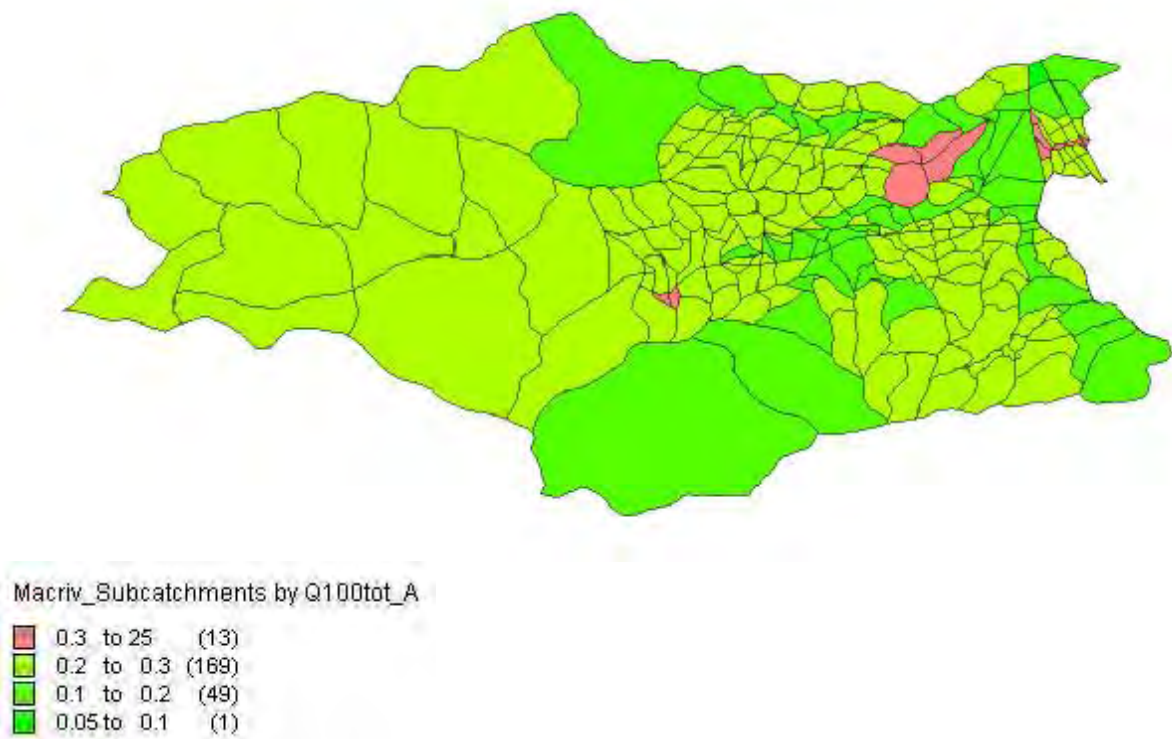 Macriv_Subcatchments by Q100tot_A
0.3 to 25 (13)
0.2 to 0.3 (169)
0.1 to 0.2 (49)
0.05 to 0.1 (1)